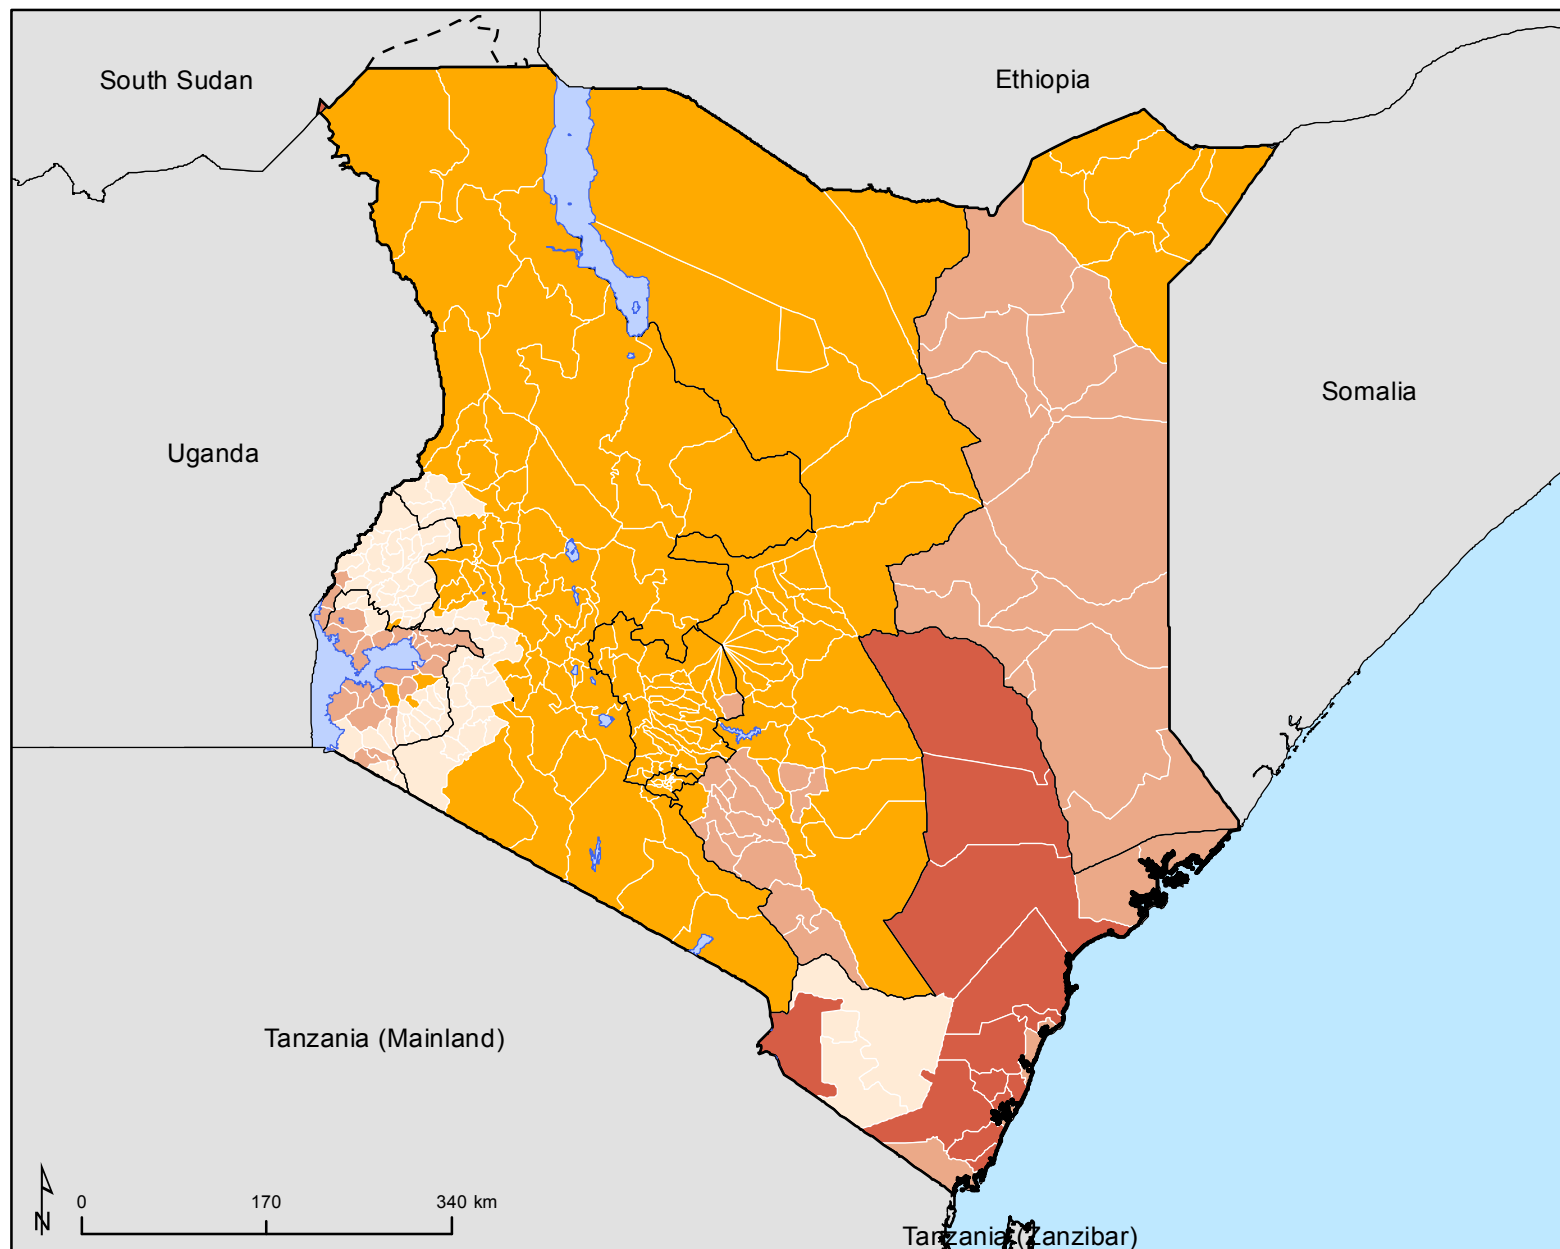 South Sudan
Ethiopia
Somalia
Uganda
Tanzania (Mainland)
N
0 170 340 km
Tanzania (Zanzibar)